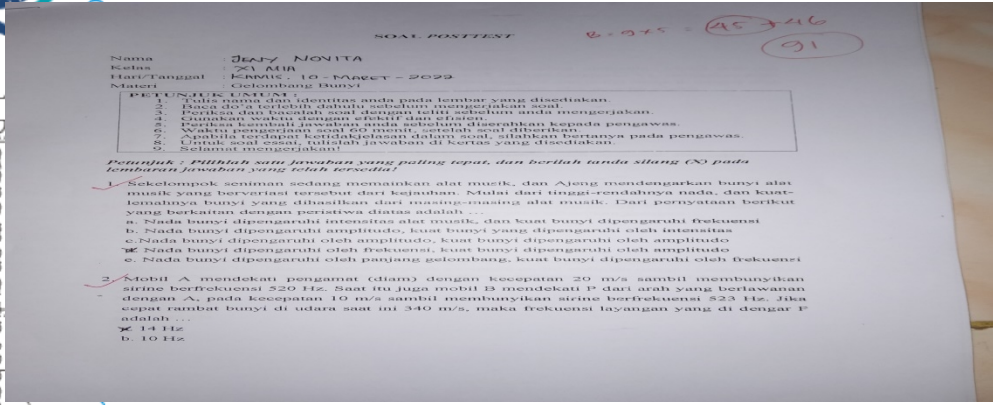 SOAL POSTTEST
B = 9 x 5 = 45 + 46
91
Nama : JENY NOVITA
Kelas : XI MIA
Hari/Tanggal : KAMIS, 10 - MARET - 2022
Materi : Gelombang Bunyi
PETUNJUK UMUM :
1. Tulis nama dan identitas anda pada lembar yang disediakan.
2. Baca do'a terlebih dahulu sebelum mengerjakan soal.
3. Periksa dan bacalah soal dengan teliti sebelum anda mengerjakan.
4. Gunakan waktu dengan efektif dan efisien.
5. Periksa kembali jawaban anda sebelum diserahkan kepada pengawas.
6. Waktu pengerjaan soal 60 menit, setelah soal diberikan.
7. Apabila terdapat ketidakjelasan dalam soal, silahkan bertanya pada pengawas.
8. Untuk soal essai, tulislah jawaban di kertas yang disediakan.
9. Selamat mengerjakan!
Petunjuk : Pilihlah satu jawaban yang paling tepat, dan berilah tanda silang (X) pada
lembaran jawaban yang telah tersedia!
1. Sekelompok seniman sedang memainkan alat musik, dan Ajeng mendengarkan bunyi alat
musik yang bervariasi tersebut dari kejauhan. Mulai dari tinggi-rendahnya nada, dan kuat-
lemahnya bunyi yang dihasilkan dari masing-masing alat musik. Dari pernyataan berikut
yang berkaitan dengan peristiwa diatas adalah ...
a. Nada bunyi dipengaruhi intensitas alat musik, dan kuat bunyi dipengaruhi frekuensi
b. Nada bunyi dipengaruhi amplitudo, kuat bunyi yang dipengaruhi oleh intensitas
c.Nada bunyi dipengaruhi oleh amplitudo, kuat bunyi dipengaruhi oleh amplitudo
d. Nada bunyi dipengaruhi oleh frekuensi, kuat bunyi dipengaruhi oleh amplitudo
e. Nada bunyi dipengaruhi oleh panjang gelombang, kuat bunyi dipengaruhi oleh frekuensi
2. Mobil A mendekati pengamat (diam) dengan kecepatan 20 m/s sambil membunyikan
sirine berfrekuensi 520 Hz. Saat itu juga mobil B mendekati P dari arah yang berlawanan
dengan A, pada kecepatan 10 m/s sambil membunyikan sirine berfrekuensi 523 Hz. Jika
cepat rambat bunyi di udara saat ini 340 m/s, maka frekuensi layangan yang di dengar P
adalah ...
a. 14 Hz
b. 10 Hz